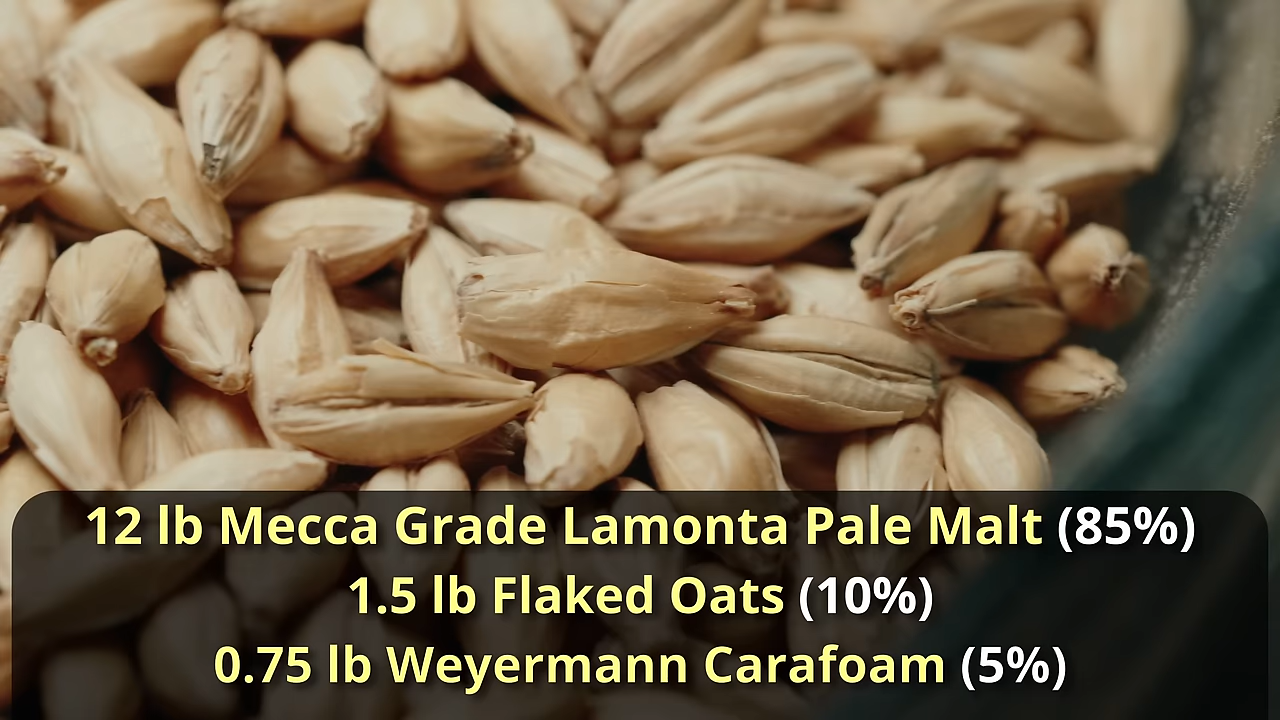 12 lb Mecca Grade Lamonta Pale Malt (85%)
1.5 lb Flaked Oats (10%)
0.75 lb Weyermann Carafoam (5%)